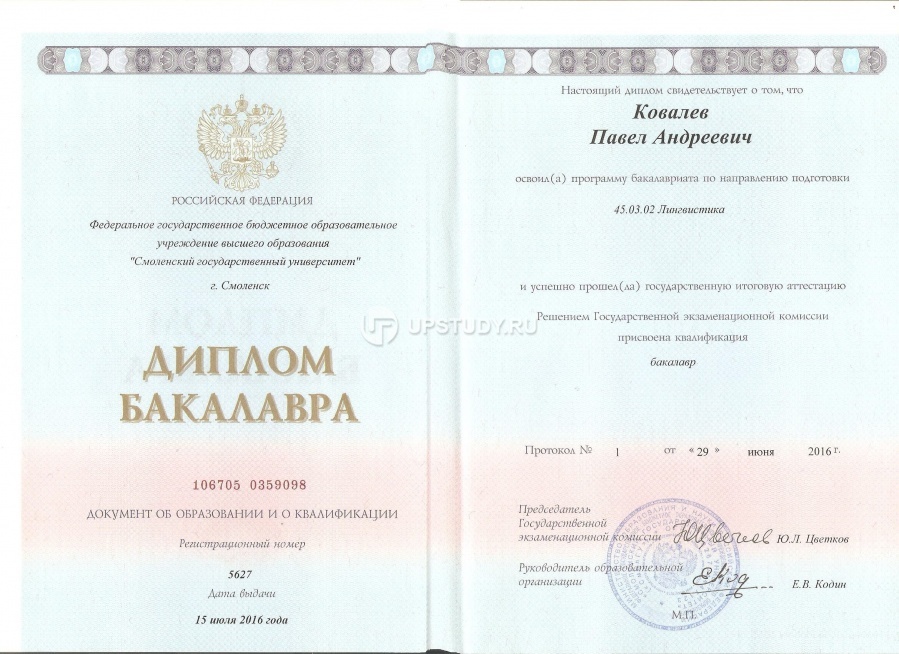 РОССИЙСКАЯ ФЕДЕРАЦИЯ
Федеральное государственное бюджетное образовательное
учреждение высшего образования
"Смоленский государственный университет"
г. Смоленск
ДИПЛОМ
БАКАЛАВРА
106705 0359098
ДОКУМЕНТ ОБ ОБРАЗОВАНИИ И О КВАЛИФИКАЦИИ
Регистрационный номер
5627
Дата выдачи
15 июля 2016 года
Настоящий диплом свидетельствует о том, что
Ковалев
Павел Андреевич
освоил(а) программу бакалавриата по направлению подготовки
45.03.02 Лингвистика
и успешно прошел(ла) государственную итоговую аттестацию
UPSTUDY.RU
Решением Государственной экзаменационной комиссии
присвоена квалификация
бакалавр
Протокол № 1 от « 29 » июня 2016 г.
Председатель
Государственной
экзаменационной комиссии Ю.Л. Цветков
Руководитель образовательной
организации Е.В. Кодин
М.П.